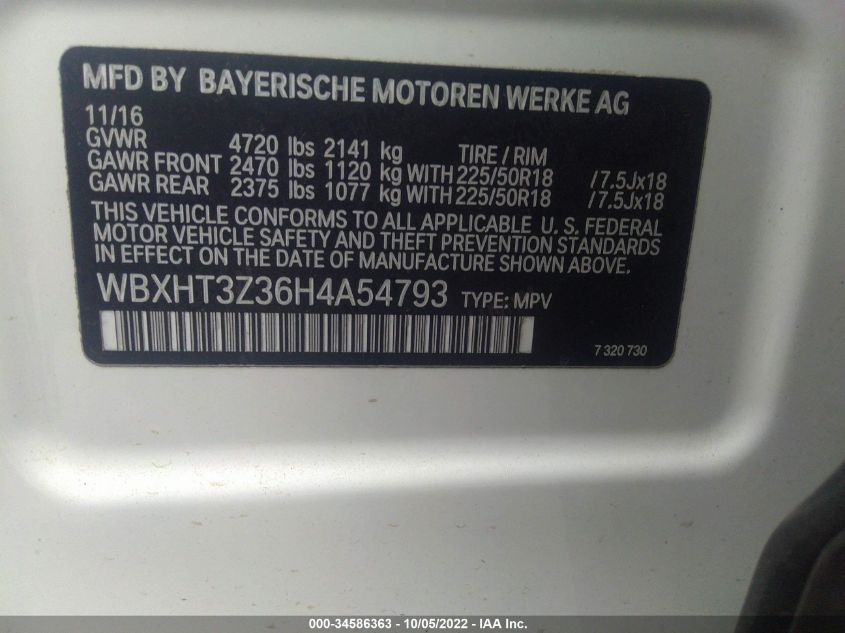 MFD BY BAYERISCHE MOTOREN WERKE AG
11/16
GVWR 4720 lbs 2141 kg TIRE / RIM
GAWR FRONT 2470 lbs 1120 kg WITH 225/50R18 /7.5Jx18
GAWR REAR 2375 lbs 1077 kg WITH 225/50R18 /7.5Jx18
THIS VEHICLE CONFORMS TO ALL APPLICABLE U. S. FEDERAL
MOTOR VEHICLE SAFETY AND THEFT PREVENTION STANDARDS
IN EFFECT ON THE DATE OF MANUFACTURE SHOWN ABOVE.
WBXHT3Z36H4A54793 TYPE: MPV
7 320 730
000-34586363 - 10/05/2022 - IAA Inc.